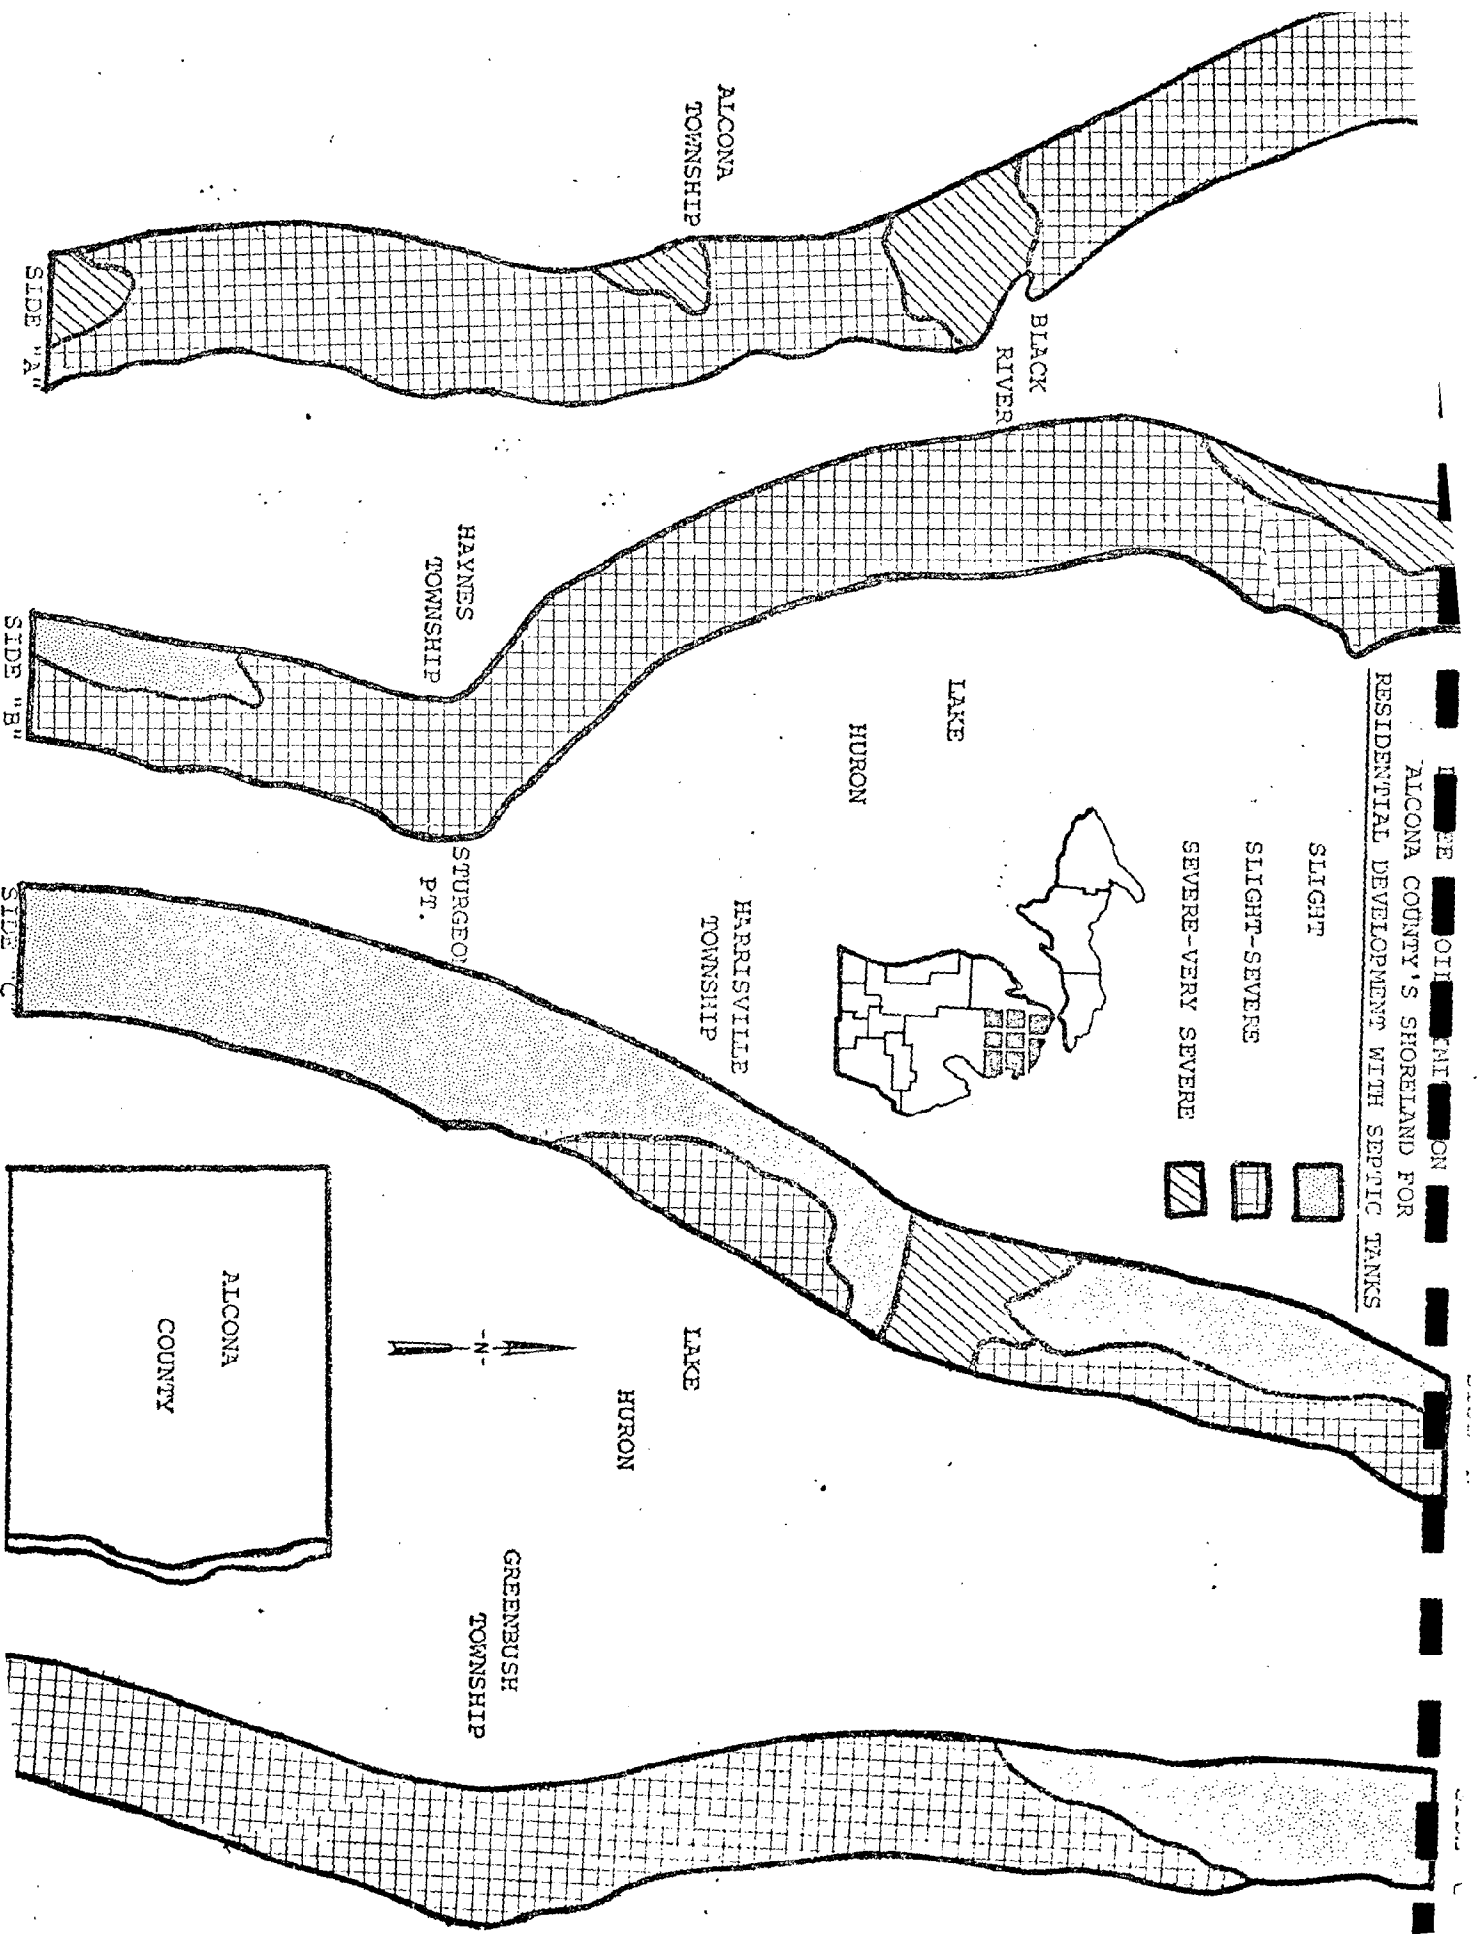 ALCONA COUNTY'S SHORELAND FOR
RESIDENTIAL DEVELOPMENT WITH SEPTIC TANKS
SLIGHT
SLIGHT-SEVERE
SEVERE-VERY SEVERE
LAKE
HURON
BLACK
RIVER
ALCONA
TOWNSHIP
SIDE "A"
HAYNES
TOWNSHIP
STURGEON
PT.
SIDE "B"
HARRISVILLE
TOWNSHIP
SIDE "C
LAKE
HURON
-N-
GREENBUSH
TOWNSHIP
ALCONA
COUNTY